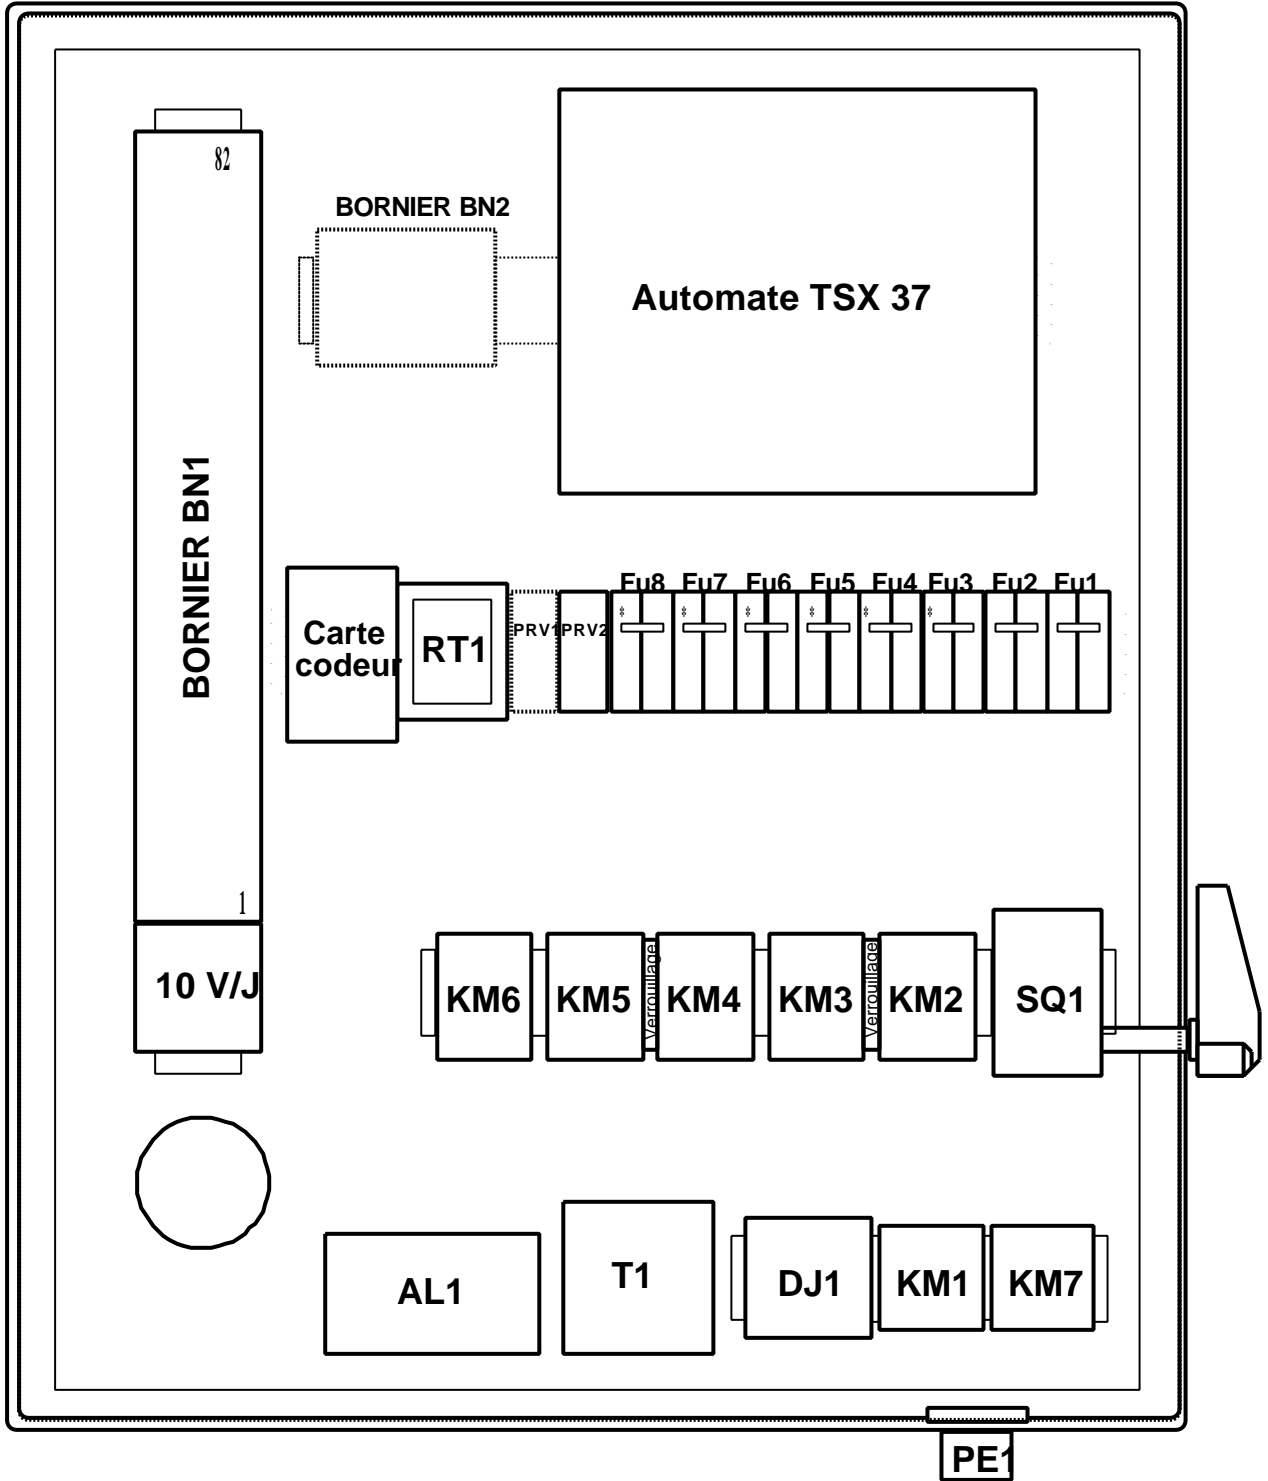 82
BORNIER BN2
Automate TSX 37
BORNIER BN1
Fu8 Fu7 Fu6 Fu5 Fu4 Fu3 Fu2 Fu1
Carte
codeur
RT1
PRV1
PRV2
1
10 V/J
KM6
KM5
Verrouillage
KM4
KM3
Verrouillage
KM2
SQ1
AL1
T1
DJ1
KM1
KM7
PE1